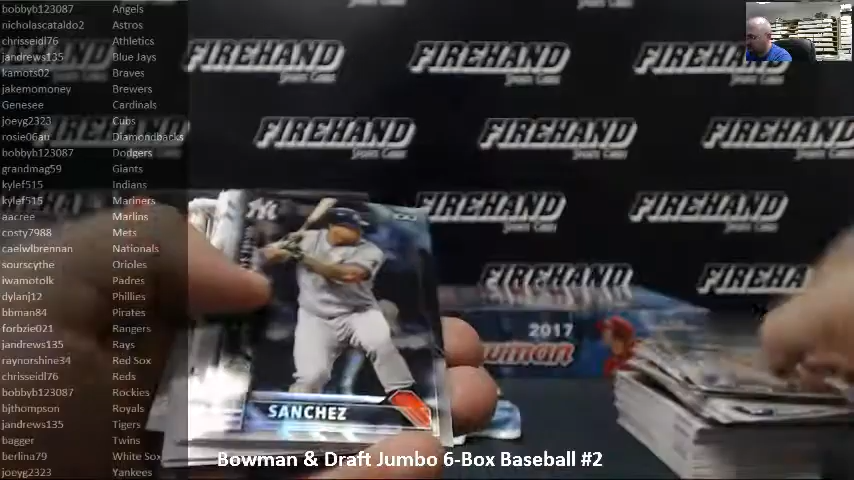 bobbyb123087 Angels
nicholascataldo2 Astros
chrisseidl76 Athletics
jandrews135 Blue Jays
kamots02 Braves
jakemomoney Brewers
Genesee Cardinals
joeyg2323 Cubs
rosie06au Diamondbacks
bobbyb123087 Dodgers
grandmag59 Giants
kylef515 Indians
kylef515 Mariners
aacree Marlins
costy7988 Mets
caelwlbrennan Nationals
sourscythe Orioles
iwamotolk Padres
dylanj12 Phillies
bbman84 Pirates
forbzie021 Rangers
jandrews135 Rays
raynorshine34 Red Sox
chrisseidl76 Reds
bobbyb123087 Rockies
bjthompson Royals
jandrews135 Tigers
bagger Twins
berlina79 White Sox
joeyg2323 Yankees
FIREHAND FIREHAND FIREHAND
FIREHAND FIREHAND FIREHAND
FIREHAND FIREHAND
FIREHAND FIREHAND
2017
SANCHEZ
Bowman & Draft Jumbo 6-Box Baseball #2